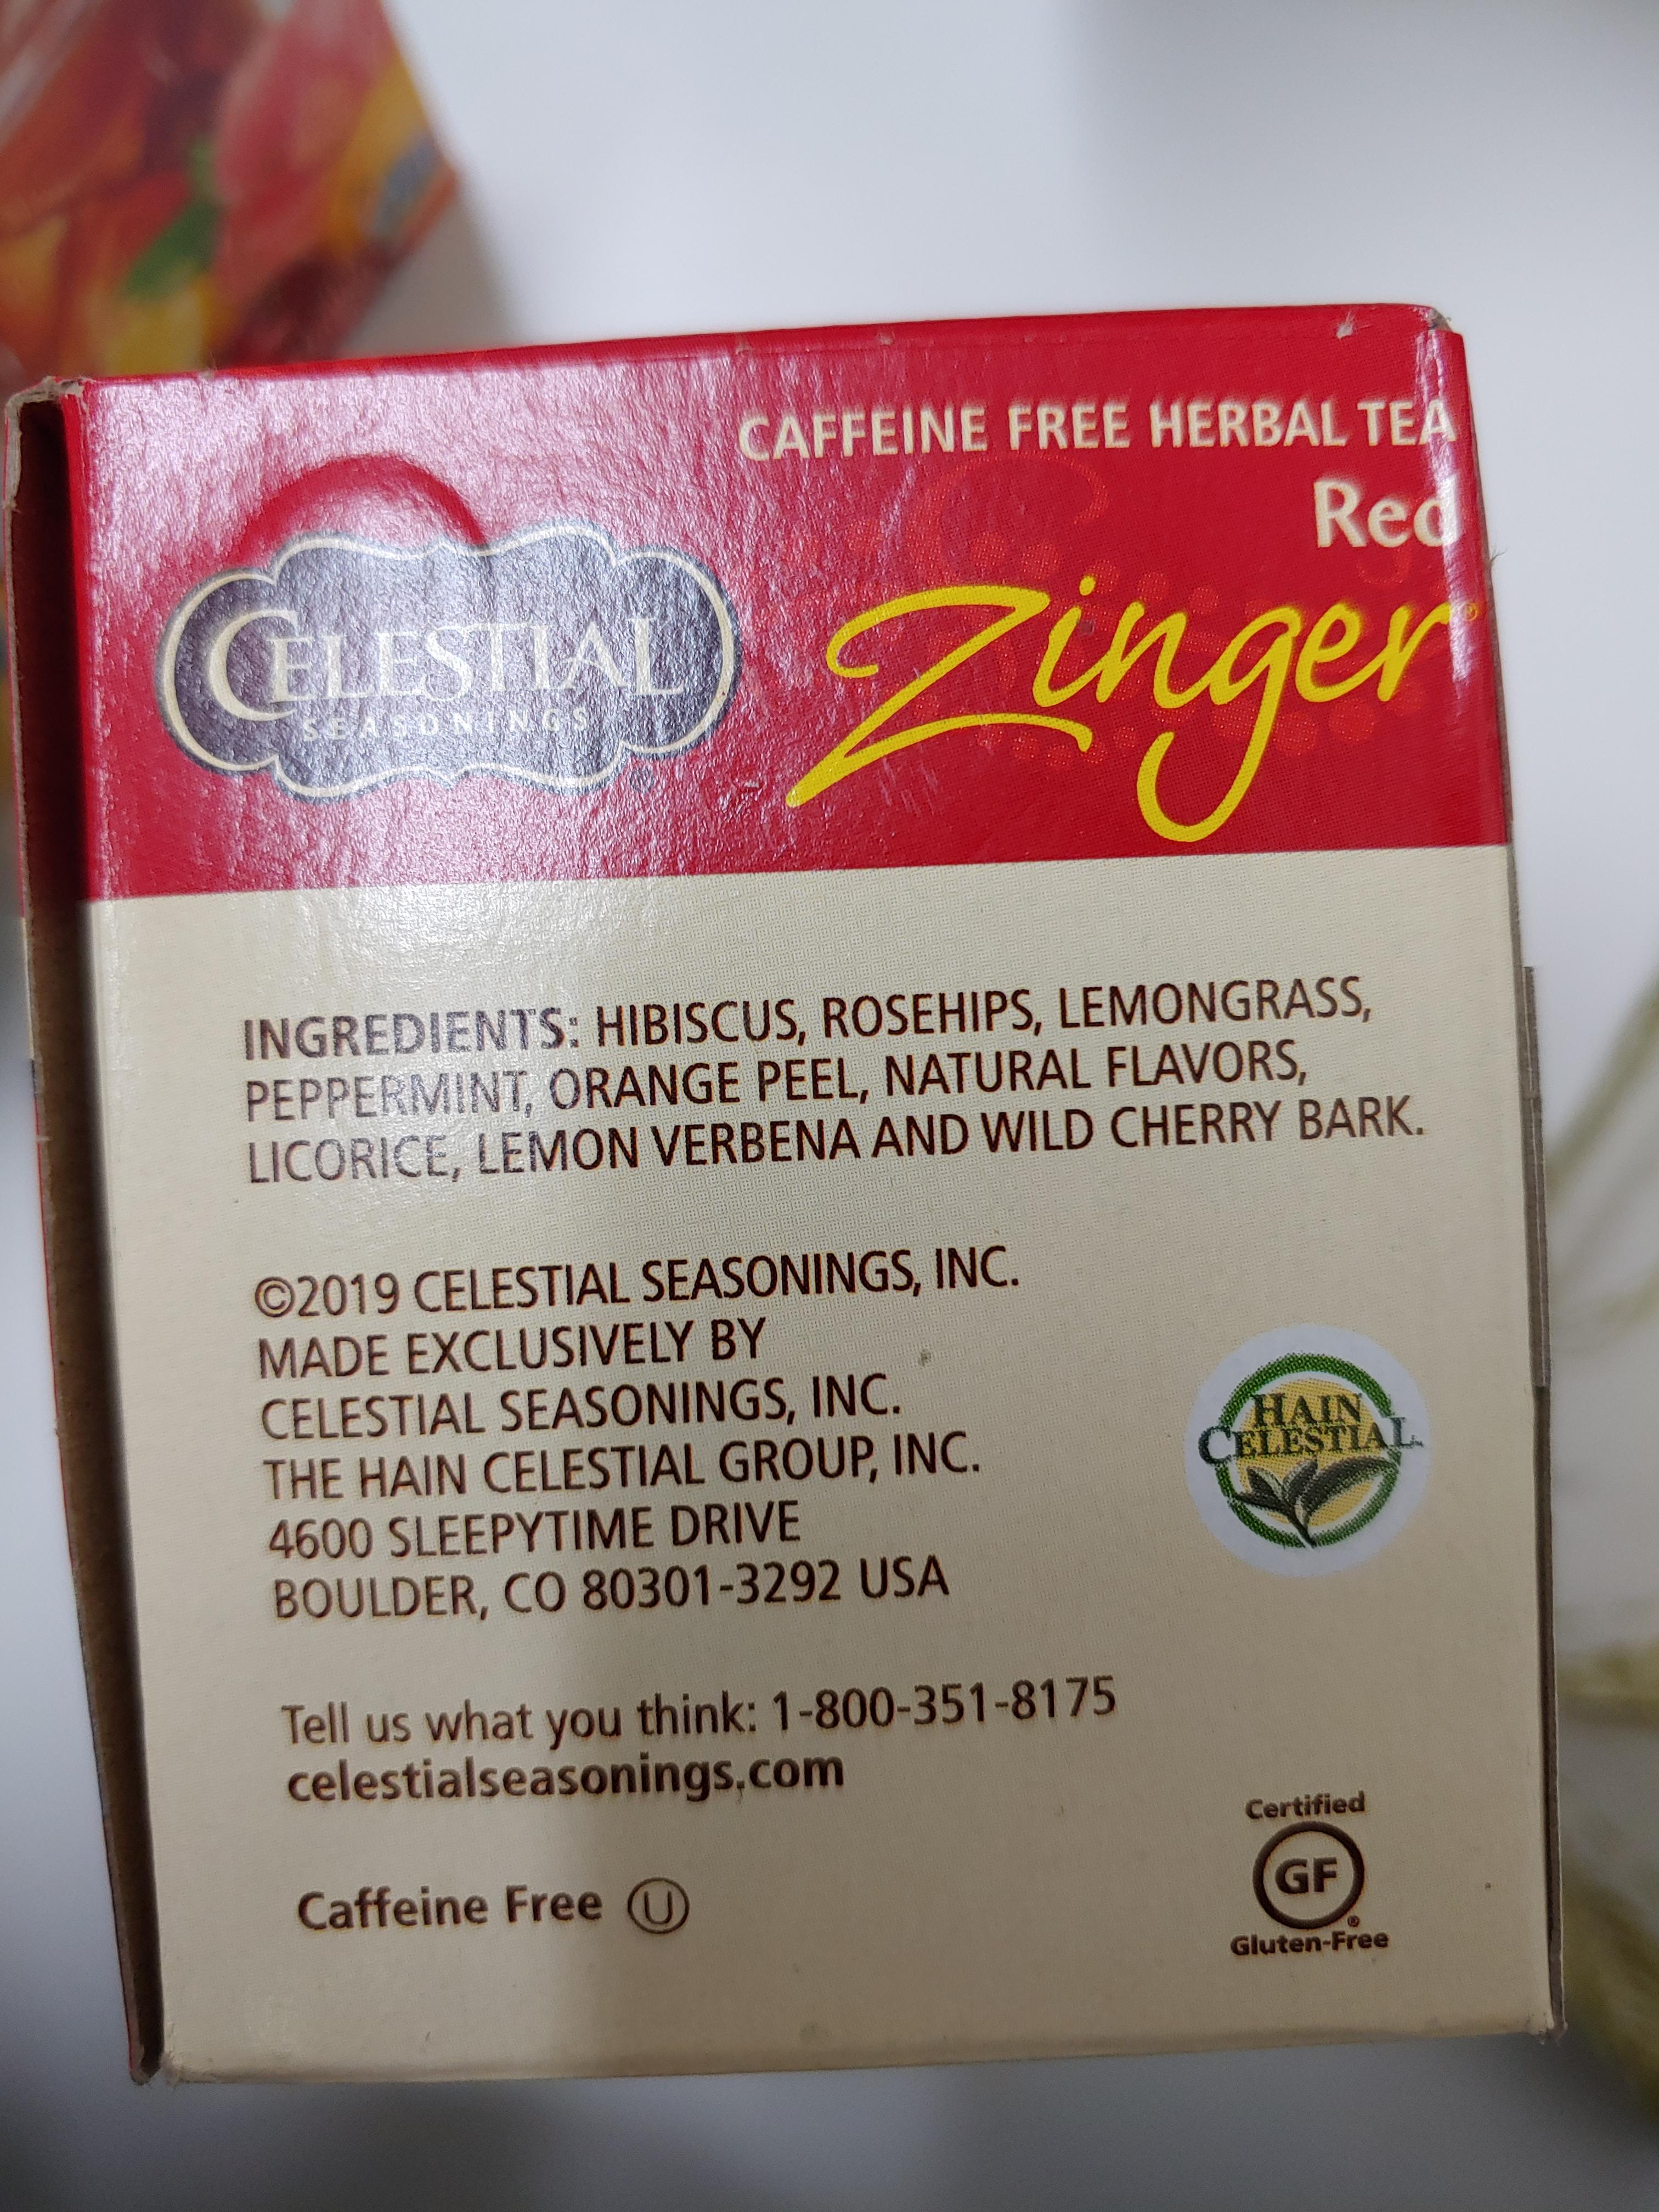 CAFFEINE FREE HERBAL TEA
Red
CELESTIAL
SEASONINGS
®
Zinger®
INGREDIENTS: HIBISCUS, ROSEHIPS, LEMONGRASS,
PEPPERMINT, ORANGE PEEL, NATURAL FLAVORS,
LICORICE, LEMON VERBENA AND WILD CHERRY BARK.
©2019 CELESTIAL SEASONINGS, INC.
MADE EXCLUSIVELY BY
CELESTIAL SEASONINGS, INC.
THE HAIN CELESTIAL GROUP, INC.
4600 SLEEPYTIME DRIVE
BOULDER, CO 80301-3292 USA
HAIN
CELESTIAL
Tell us what you think: 1-800-351-8175
celestialseasonings.com
Caffeine Free Ⓤ
Certified
GF®
Gluten-Free